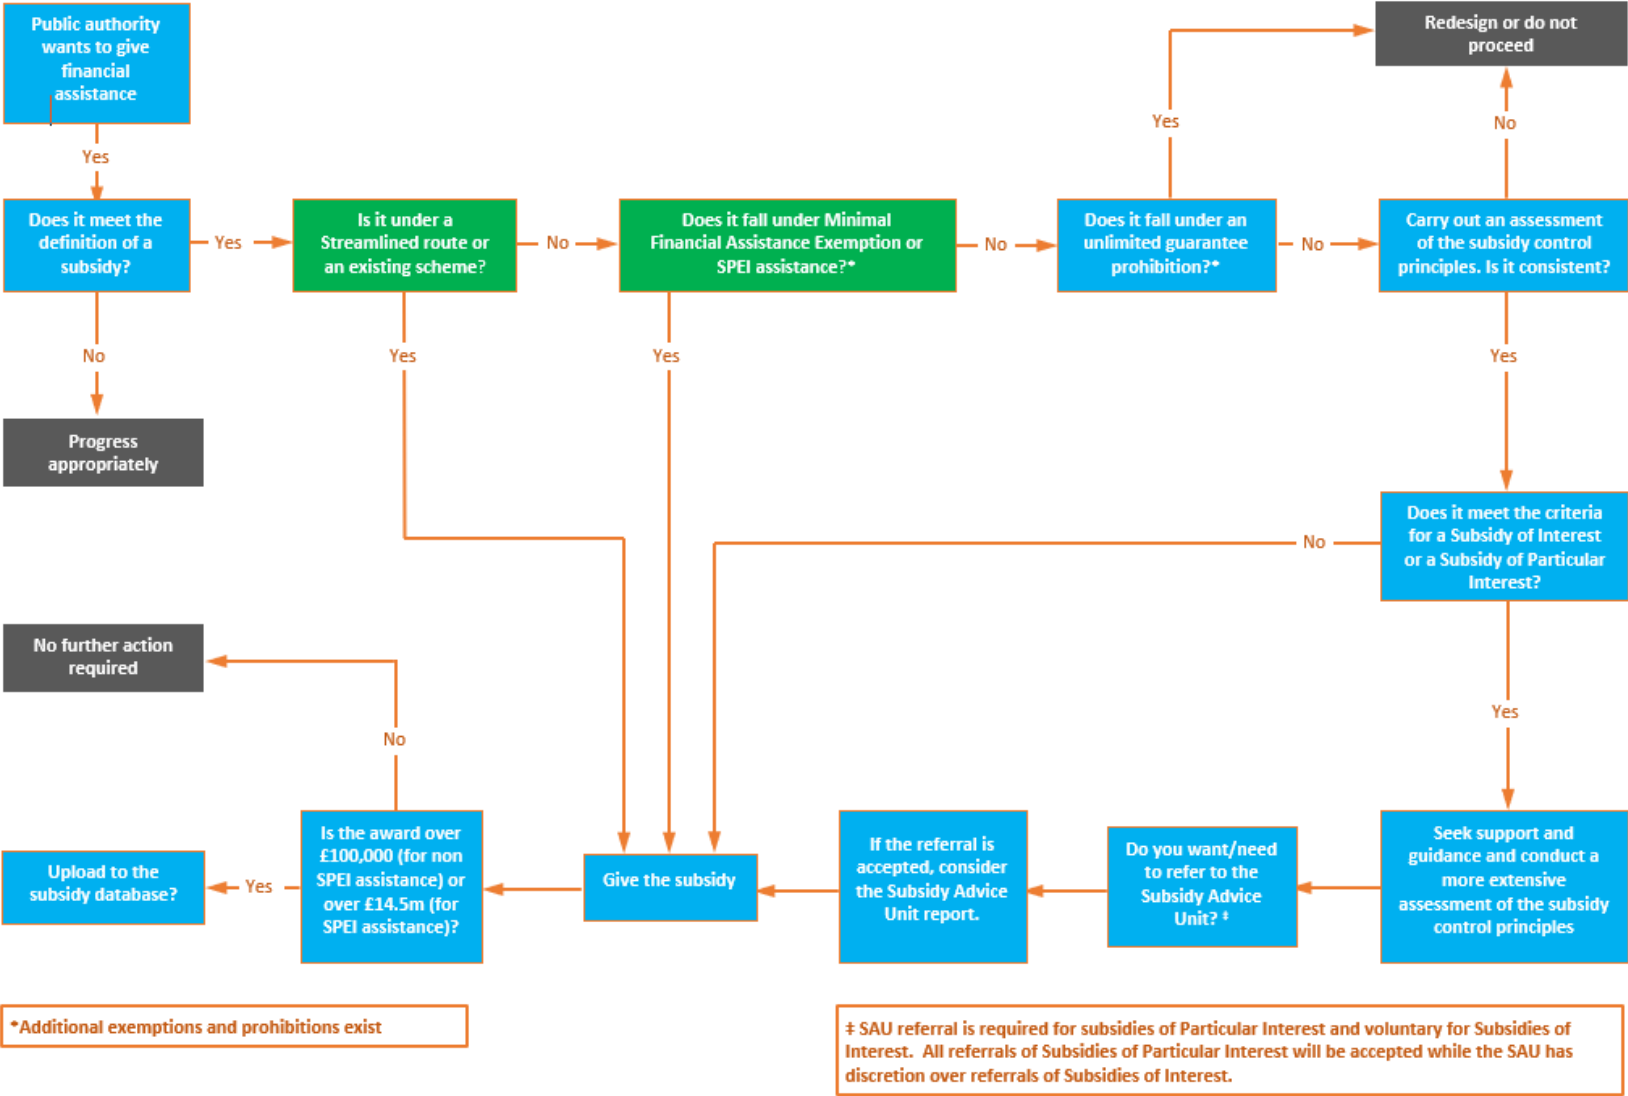 Public authority
wants to give
financial
assistance
Redesign or do not
proceed
Yes
Yes
No
Does it meet the
definition of a
subsidy?
Yes
Is it under a
Streamlined route or
an existing scheme?
No
Does it fall under Minimal
Financial Assistance Exemption or
SPEI assistance?*
No
Does it fall under an
unlimited guarantee
prohibition?*
No
Carry out an assessment
of the subsidy control
principles. Is it consistent?
No
Yes
Yes
Yes
Progress
appropriately
Does it meet the criteria
for a Subsidy of Interest
or a Subsidy of Particular
Interest?
No
No further action
required
No
Yes
Upload to the
subsidy database?
Yes
Is the award over
£100,000 (for non
SPEI assistance) or
over £14.5m (for
SPEI assistance)?
Give the subsidy
If the referral is
accepted, consider
the Subsidy Advice
Unit report.
Do you want/need
to refer to the
Subsidy Advice
Unit? ‡
Seek support and
guidance and conduct a
more extensive
assessment of the subsidy
control principles
*Additional exemptions and prohibitions exist
‡ SAU referral is required for subsidies of Particular Interest and voluntary for Subsidies of
Interest.  All referrals of Subsidies of Particular Interest will be accepted while the SAU has
discretion over referrals of Subsidies of Interest.